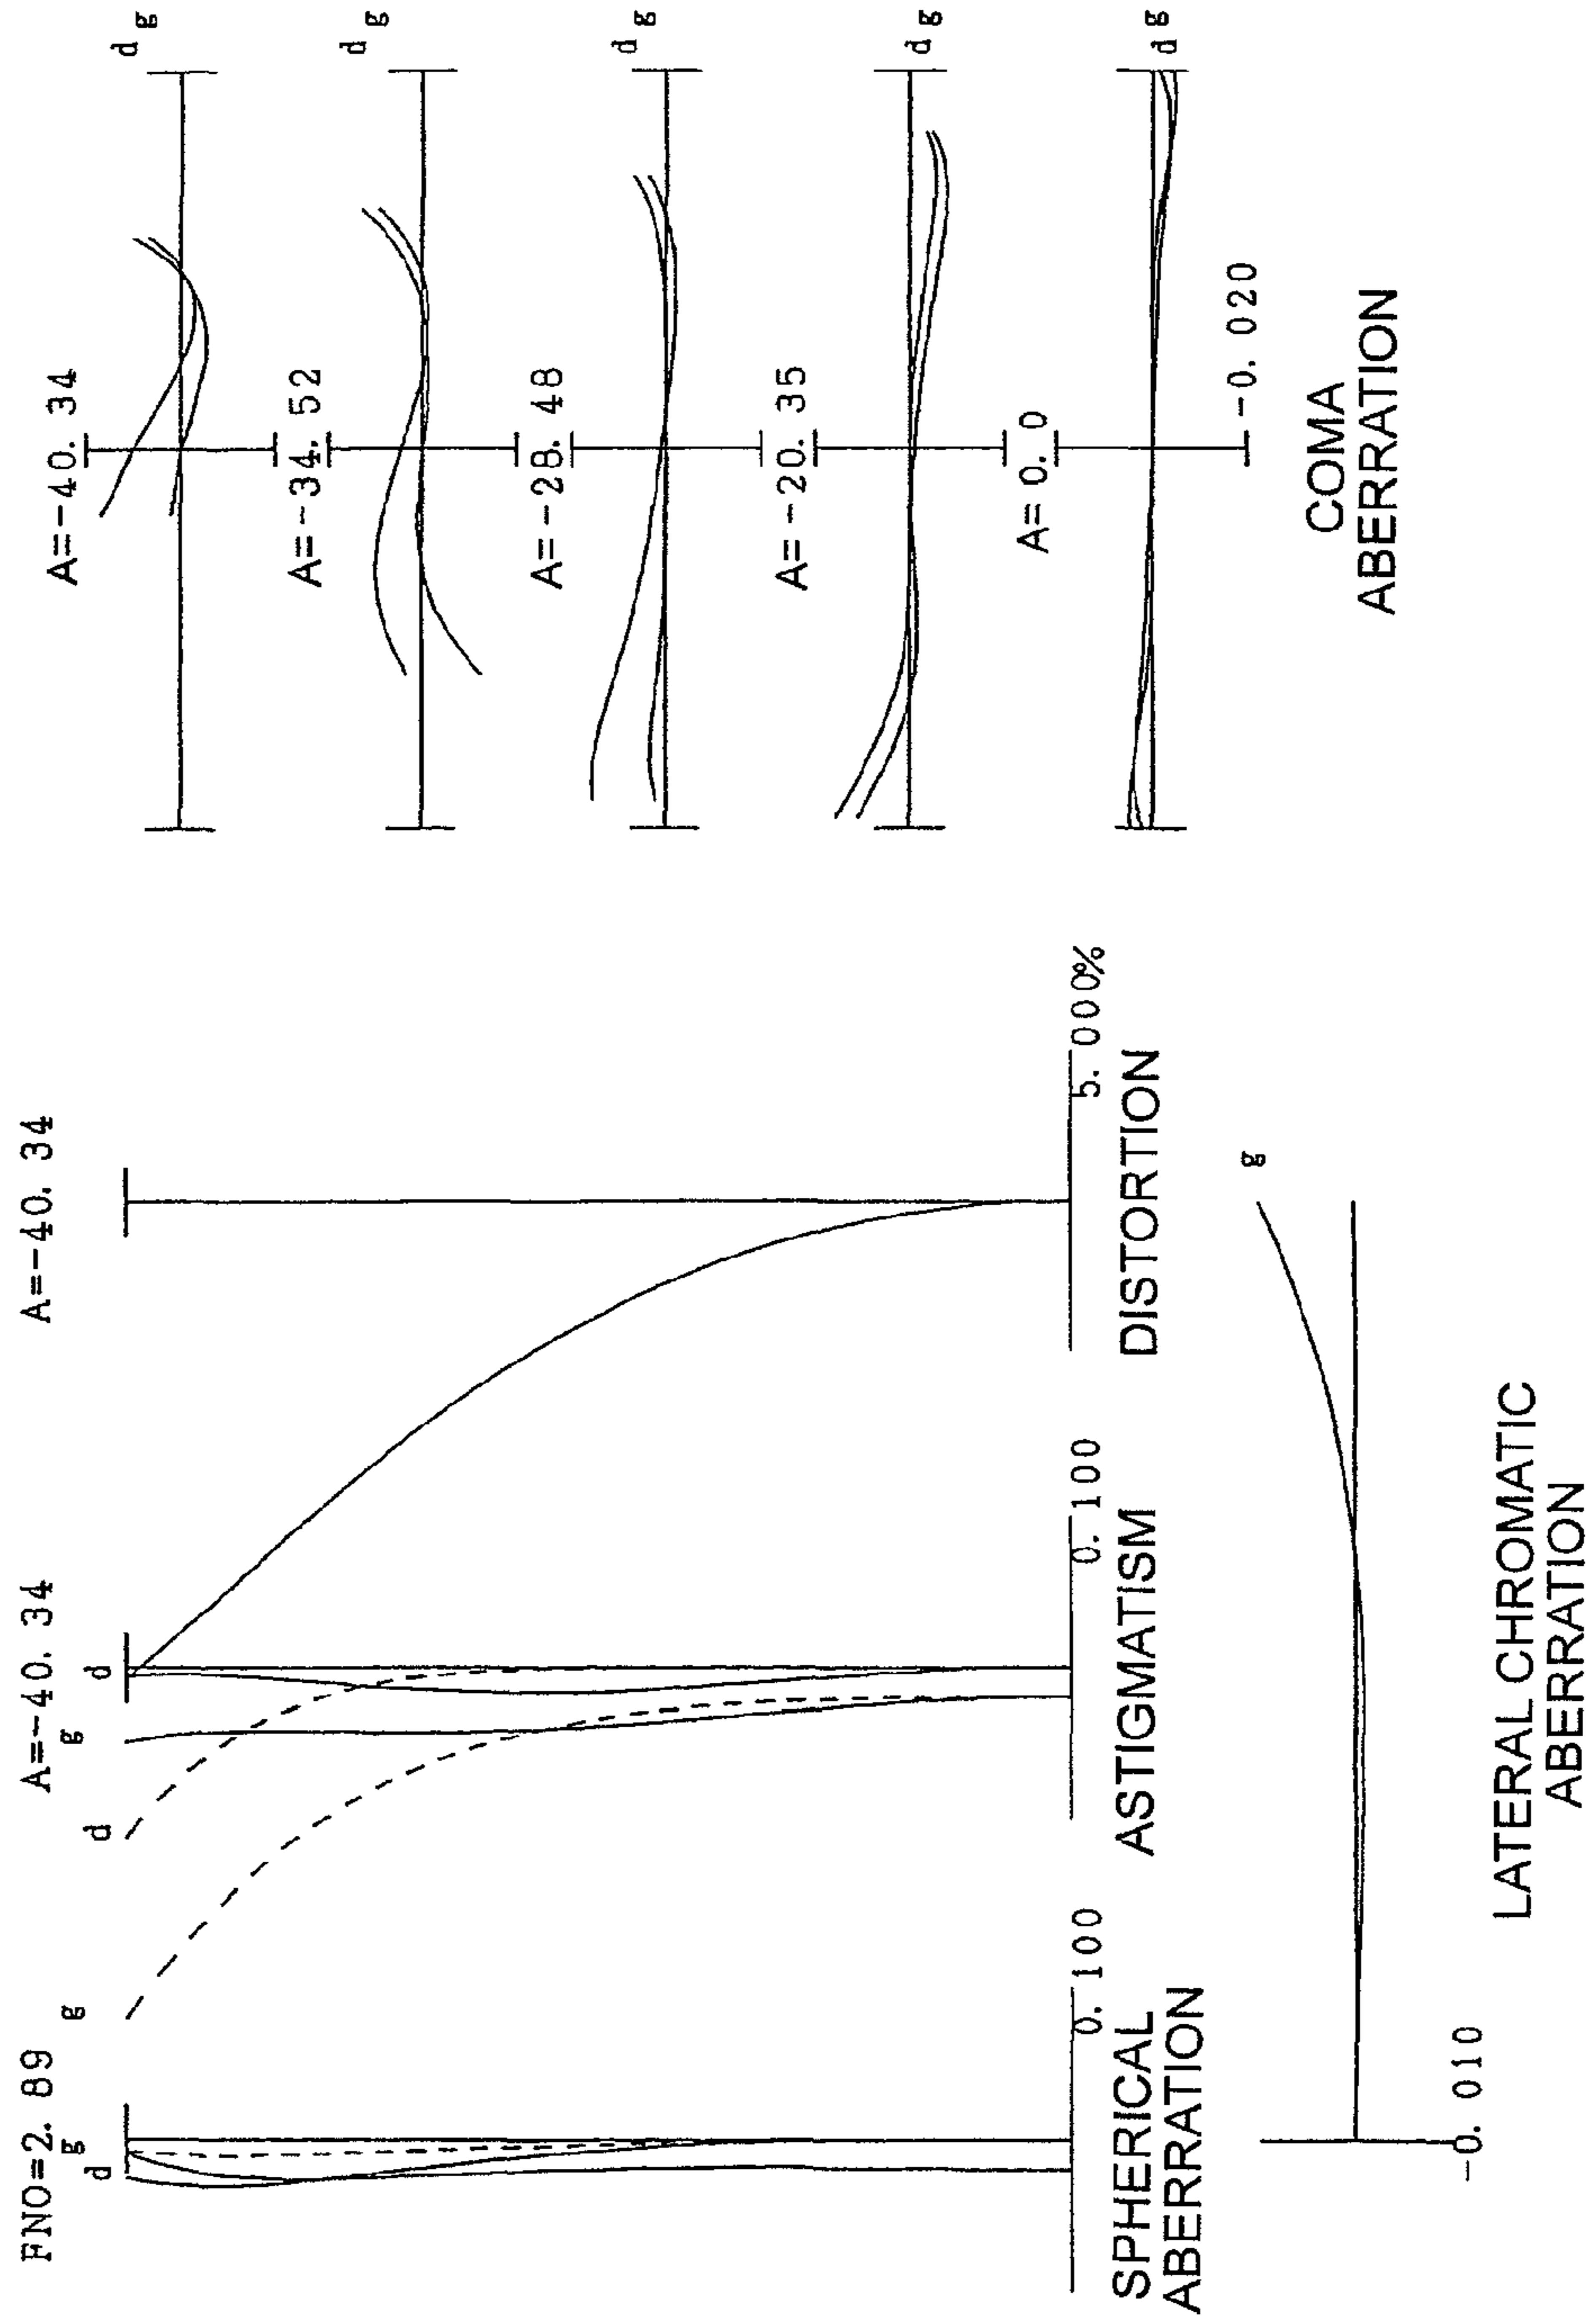 FNO=2. 89
d g
0. 100
SPHERICAL
ABERRATION
A=-40. 34
g d g d
0. 100
ASTIGMATISM
A=-40. 34
5. 00%
DISTORTION
g
-0. 010
LATERAL CHROMATIC
ABERRATION
A=-40. 34
d g
A=-34. 52
d g
A=-28. 48
d g
A=-20. 35
d g
A= 0. 0
d g
-0. 020
COMA
ABERRATION